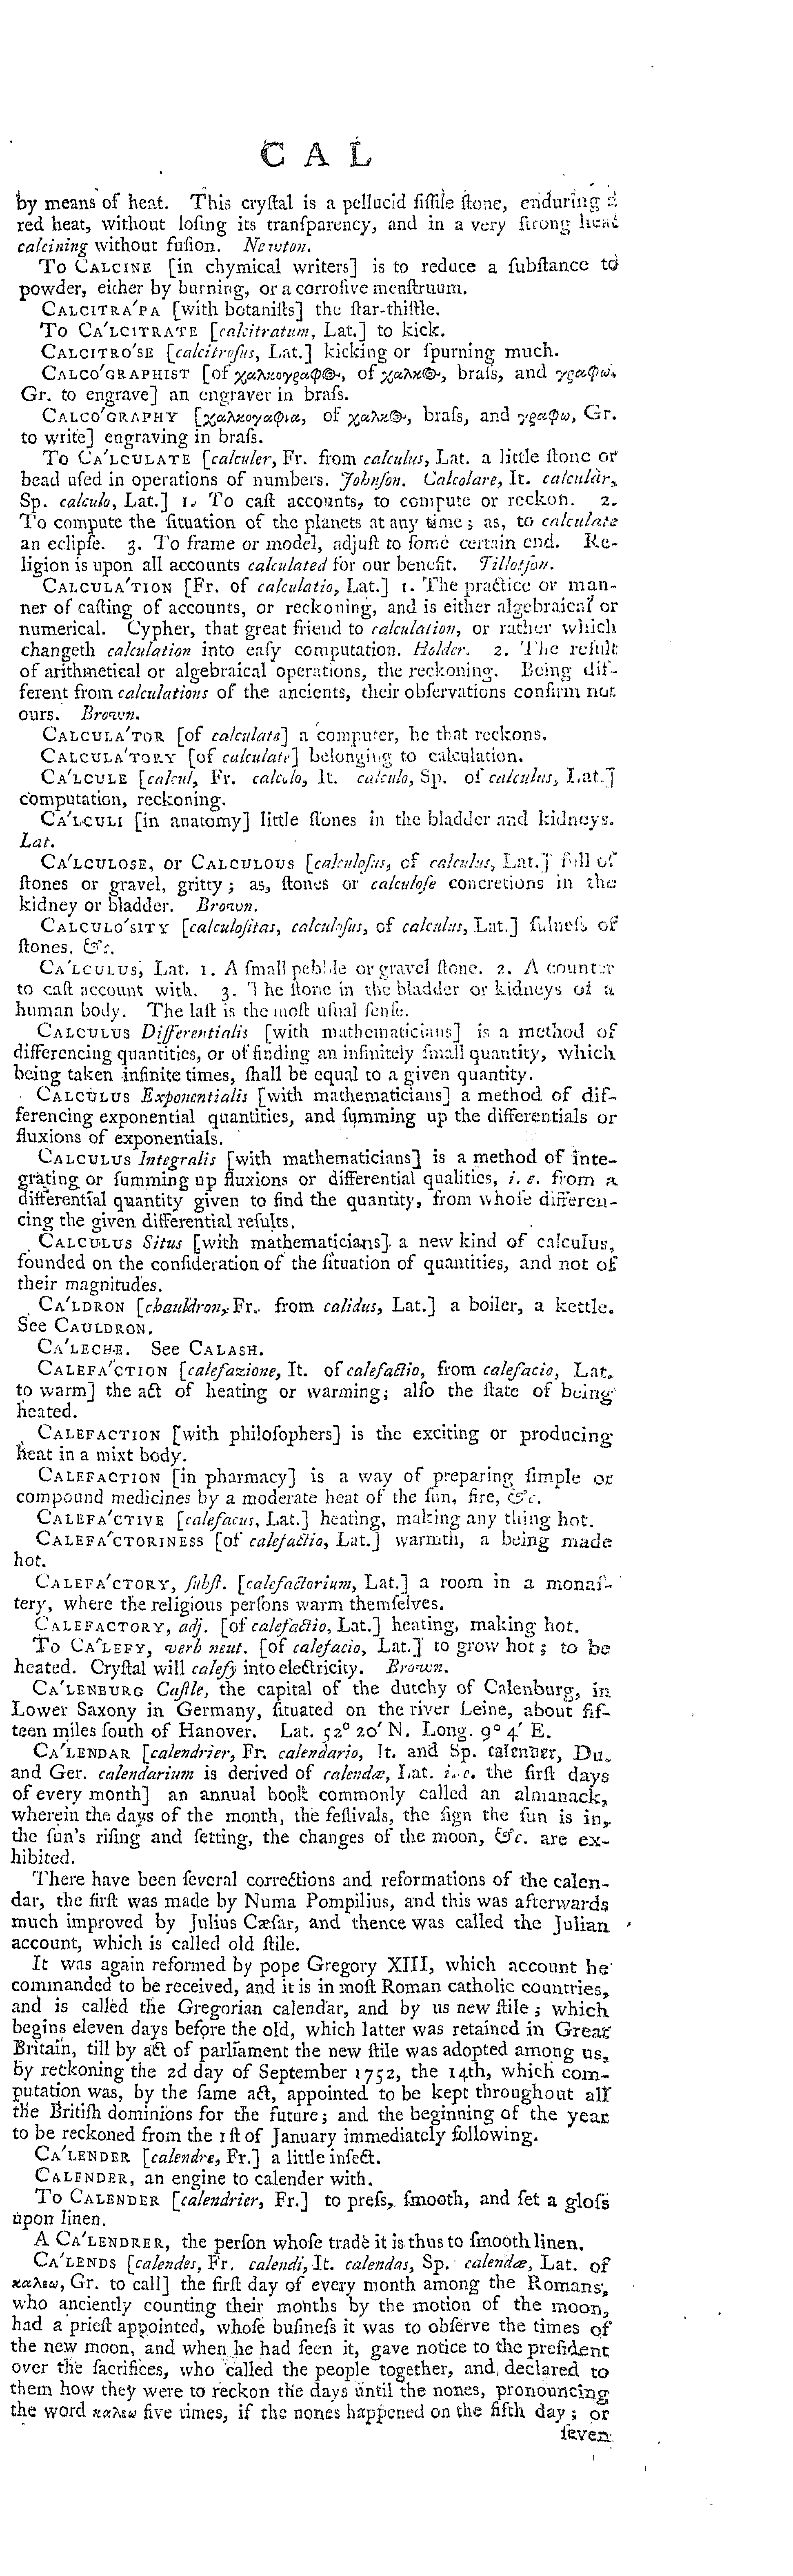 C A L
by means of heat. This cryſtal is a pellucid fiſſile ſtone, enduring a
red heat, without loſing its tranſparency, and in a very ſtrong heat
calcining without fuſion. Newton.
To CALCINE [in chymical writers] is to reduce a ſubſtance to
powder, either by burning, or a corroſive menſtruum.
CALCITRA'PA [with botaniſts] the ſtar-thiſtle.
To CA'LCITRATE [calcitratum, Lat.] to kick.
CALCITRO'SE [calcitroſus, Lat.] kicking or ſpurning much.
CALCO'GRAPHIST [of χαλκογραφ⊕, of χαλκ⊕, braſs, and γραφω,
Gr. to engrave] an engraver in braſs.
CALCO'GRAPHY [χαλκογαφια, of χαλκ⊕, braſs, and γραφω, Gr.
to write] engraving in braſs.
To CA'LCULATE [calculer, Fr. from calculus, Lat. a little ſtone or
bead uſed in operations of numbers. Johnſon. Calcolare, It. calculàr,
Sp. calculo, Lat.] 1. To caſt accounts, to compute or reckon. 2.
To compute the ſituation of the planets at any time; as, to calculate
an eclipſe. 3. To frame or model, adjuſt to ſome certain end. Re-
ligion is upon all accounts calculated for our benefit. Tillotſon.
CALCULA'TION [Fr. of calculatio, Lat.] 1. The practice or man-
ner of caſting of accounts, or reckoning, and is either algebraical or
numerical. Cypher, that great friend to calculation, or rather which
changeth calculation into eaſy computation. Holder. 2. The reſult
of arithmetical or algebraical operations, the reckoning. Being dif-
ferent from calculations of the ancients, their obſervations confirm not
ours. Brown.
CALCULA'TOR [of calculate] a computer, he that reckons.
CALCULA'TORY [of calculate] belonging to calculation.
CA'LCULE [calcul, Fr. calcolo, It. calculo, Sp. of calculus, Lat.]
computation, reckoning.
CA'LCULI [in anatomy] little ſtones in the bladder and kidneys.
Lat.
CA'LCULOSE, or CALCULOUS [calculoſus, of calculus, Lat.] full of
ſtones or gravel, gritty; as, ſtones or calculoſe concretions in the
kidney or bladder. Brown.
CALCULO'SITY [calculoſitas, calculoſus, of calculus, Lat.] fulneſs of
ſtones, &c.
CA'LCULUS, Lat. 1. A ſmall pebble or gravel ſtone. 2. A counter
to caſt account with. 3. The ſtone in the bladder or kidneys of a
human body. The laſt is the moſt uſual ſenſe.
CALCULUS Differentialis [with mathematicians] is a method of
differencing quantities, or of finding an infinitely ſmall quantity, which
being taken infinite times, ſhall be equal to a given quantity.
CALCULUS Exponentialis [with mathematicians] a method of dif-
ferencing exponential quantities, and ſumming up the differentials or
fluxions of exponentials.
CALCULUS Integralis [with mathematicians] is a method of inte-
grating or ſumming up fluxions or differential qualities, i. e. from a
differential quantity given to find the quantity, from whoſe differen-
cing the given differential reſults.
CALCULUS Situs [with mathematicians] a new kind of calculus,
founded on the conſideration of the ſituation of quantities, and not of
their magnitudes.
CA'LDRON [chauldron, Fr. from calidus, Lat.] a boiler, a kettle.
See CAULDRON.
CA'LECHE. See CALASH.
CALEFA'CTION [calefazione, It. of calefactio, from calefacio, Lat.
to warm] the act of heating or warming; alſo the ſtate of being
heated.
CALEFACTION [with philoſophers] is the exciting or producing
heat in a mixt body.
CALEFACTION [in pharmacy] is a way of preparing ſimple or
compound medicines by a moderate heat of the ſun, fire, &c.
CALEFA'CTIVE [calefacus, Lat.] heating, making any thing hot.
CALEFA'CTORINESS [of calefactio, Lat.] warmth, a being made
hot.
CALEFA'CTORY, ſubſt. [calefactorium, Lat.] a room in a monaſ-
tery, where the religious perſons warm themſelves.
CALEFACTORY, adj. [of calefactio, Lat.] heating, making hot.
To CA'LEFY, verb neut. [of calefacio, Lat.] to grow hot; to be
heated. Cryſtal will calefy into electricity. Brown.
CA'LENBURG Caſtle, the capital of the dutchy of Calenburg, in
Lower Saxony in Germany, ſituated on the river Leine, about fif-
teen miles ſouth of Hanover. Lat. 52° 20' N. Long. 9° 4' E.
CA'LENDAR [calendrier, Fr. calendario, It. and Sp. calender, Du.
and Ger. calendarium is derived of calendæ, Lat. i. e. the firſt days
of every month] an annual book commonly called an almanack,
wherein the days of the month, the feſtivals, the ſign the ſun is in,
the ſun's riſing and ſetting, the changes of the moon, &c. are ex-
hibited.
There have been ſeveral corrections and reformations of the calen-
dar, the firſt was made by Numa Pompilius, and this was afterwards
much improved by Julius Cæſar, and thence was called the Julian
account, which is called old ſtile.
It was again reformed by pope Gregory XIII, which account he
commanded to be received, and it is in moſt Roman catholic countries,
and is called the Gregorian calendar, and by us new ſtile; which
begins eleven days before the old, which latter was retained in Great
Britain, till by act of parliament the new ſtile was adopted among us,
by reckoning the 2d day of September 1752, the 14th, which com-
putation was, by the ſame act, appointed to be kept throughout all
the Britiſh dominions for the future; and the beginning of the year
to be reckoned from the 1ſt of January immediately following.
CA'LENDER [calendre, Fr.] a little inſect.
CALENDER, an engine to calender with.
To CALENDER [calendrier, Fr.] to preſs, ſmooth, and ſet a gloſs
upon linen.
A CA'LENDRER, the perſon whoſe trade it is thus to ſmooth linen.
CA'LENDS [calendes, Fr. calendi, It. calendas, Sp. calendæ, Lat. of
καλεω, Gr. to call] the firſt day of every month among the Romans,
who anciently counting their months by the motion of the moon,
had a prieſt appointed, whoſe buſineſs it was to obſerve the times of
the new moon, and when he had ſeen it, gave notice to the preſident
over the ſacrifices, who called the people together, and declared to
them how they were to reckon the days until the nones, pronouncing
the word καλεω five times, if the nones happened on the fifth day; or
ſeven